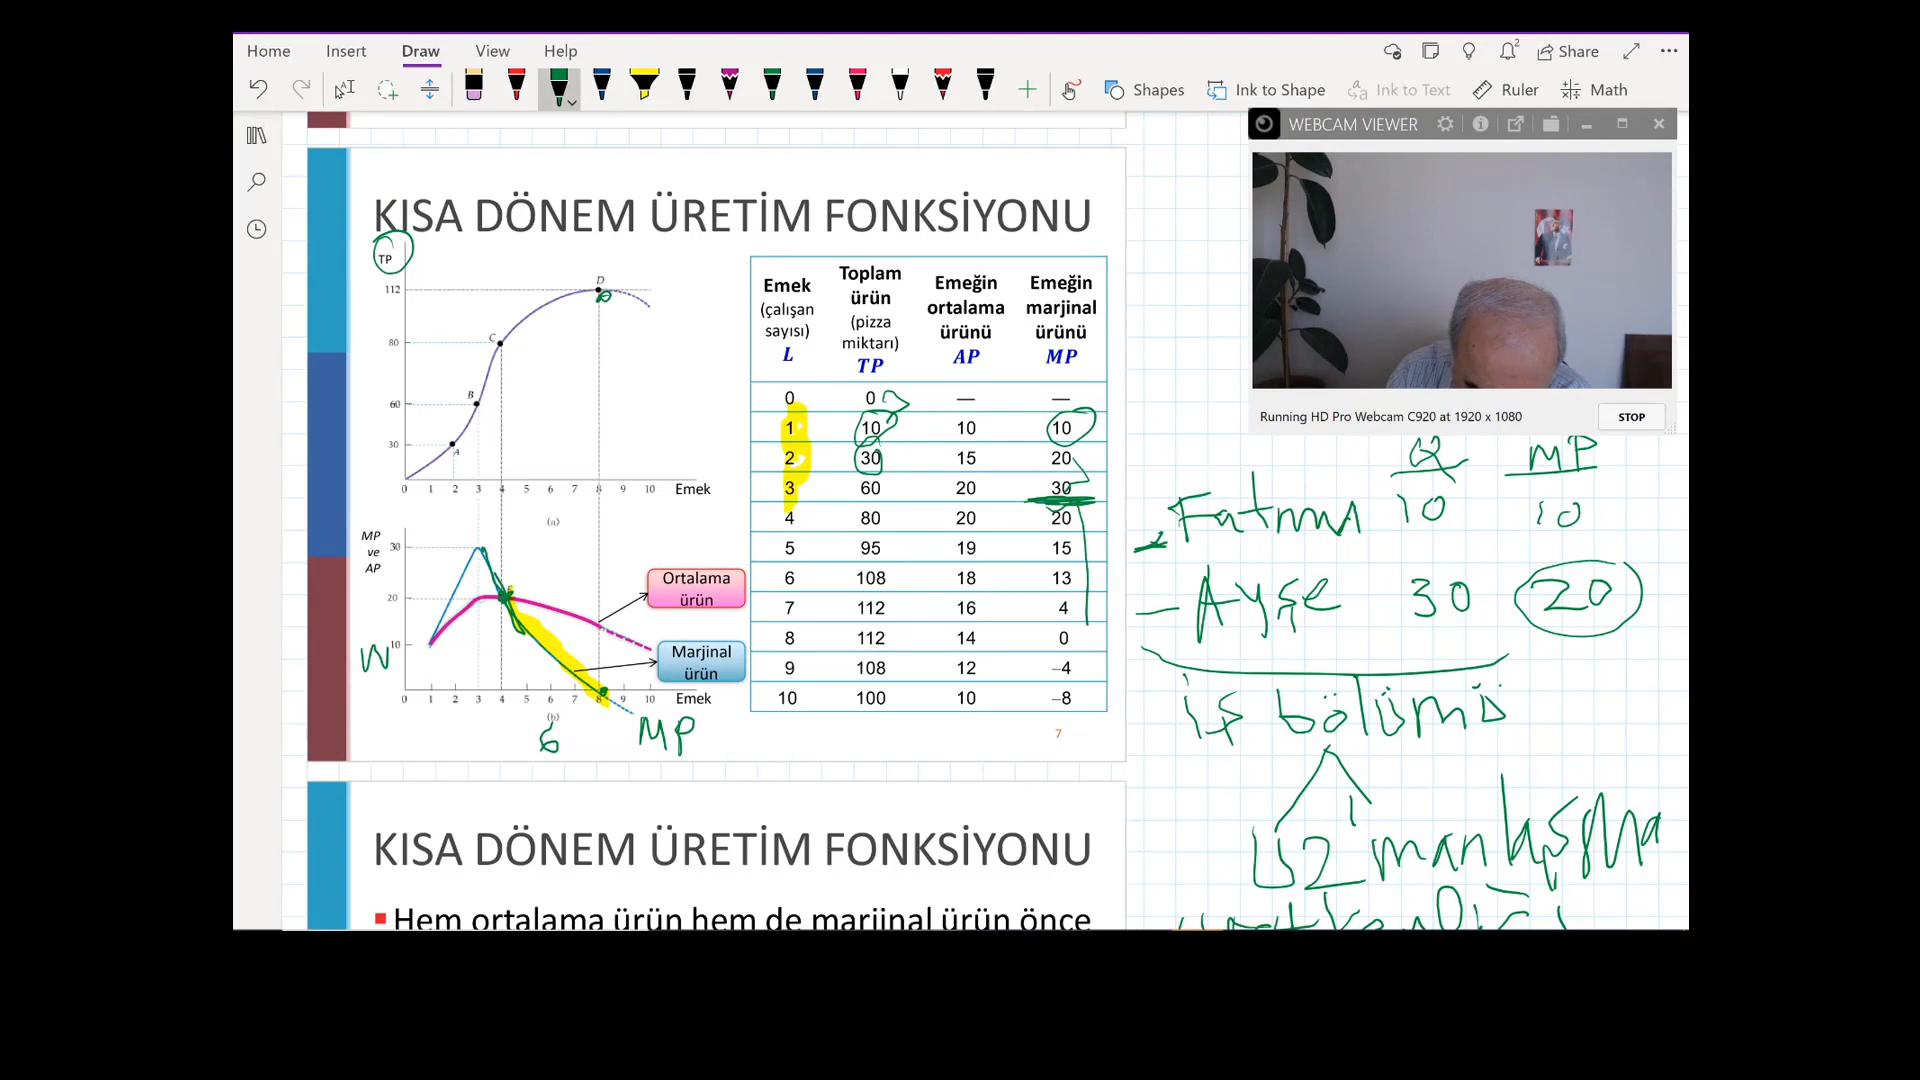 Home Insert Draw View Help
2 Share
Shapes Ink to Shape Ink to Text Ruler Math
WEBCAM VIEWER
Running HD Pro Webcam C920 at 1920 x 1080 STOP
KISA DÖNEM ÜRETİM FONKSİYONU
TP
112
80
60
30
A
B
C
D
0 1 2 3 4 5 6 7 8 9 10 Emek
(a)
MP
ve
AP
30
20
10
0 1 2 3 4 5 6 7 8 9 10 Emek
(b)
Ortalama
ürün
Marjinal
ürün
W
6
MP
Emek
(çalışan
sayısı)
L
Toplam
ürün
(pizza
miktarı)
TP
Emeğin
ortalama
ürünü
AP
Emeğin
marjinal
ürünü
MP
0 0 — —
1 10 10 10
2 30 15 20
3 60 20 30
4 80 20 20
5 95 19 15
6 108 18 13
7 112 16 4
8 112 14 0
9 108 12 –4
10 100 10 –8
7
Q MP
Fatma 10 10
Ayşe 30 20
iş bölümü
Uzmanlaşma
KISA DÖNEM ÜRETİM FONKSİYONU
Hem ortalama ürün hem de marjinal ürün önce